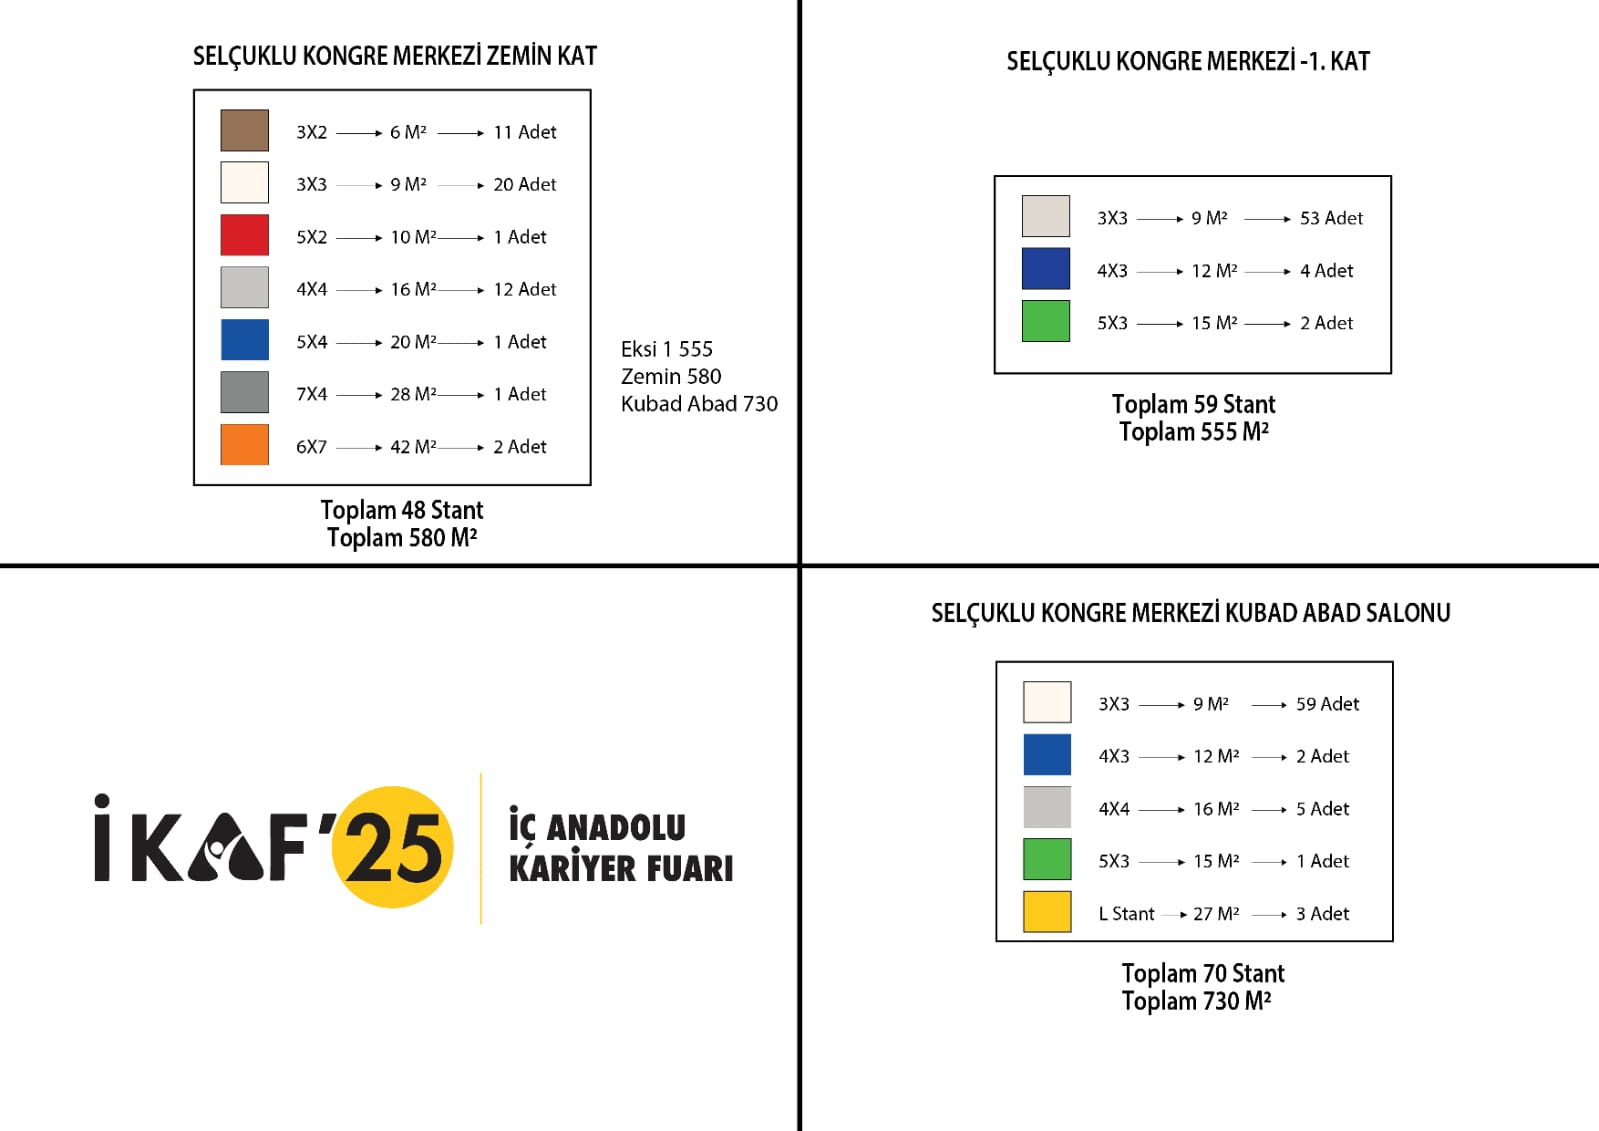 SELÇUKLU KONGRE MERKEZİ ZEMİN KAT
3X2 6 M² 11 Adet
3X3 9 M² 20 Adet
5X2 10 M² 1 Adet
4X4 16 M² 12 Adet
5X4 20 M² 1 Adet
7X4 28 M² 1 Adet
6X7 42 M² 2 Adet
Toplam 48 Stant
Toplam 580 M²
Eksi 1 555
Zemin 580
Kubad Abad 730
SELÇUKLU KONGRE MERKEZİ -1. KAT
3X3 9 M² 53 Adet
4X3 12 M² 4 Adet
5X3 15 M² 2 Adet
Toplam 59 Stant
Toplam 555 M²
İKAF'25
İÇ ANADOLU
KARİYER FUARI
SELÇUKLU KONGRE MERKEZİ KUBAD ABAD SALONU
3X3 9 M² 59 Adet
4X3 12 M² 2 Adet
4X4 16 M² 5 Adet
5X3 15 M² 1 Adet
L Stant 27 M² 3 Adet
Toplam 70 Stant
Toplam 730 M²